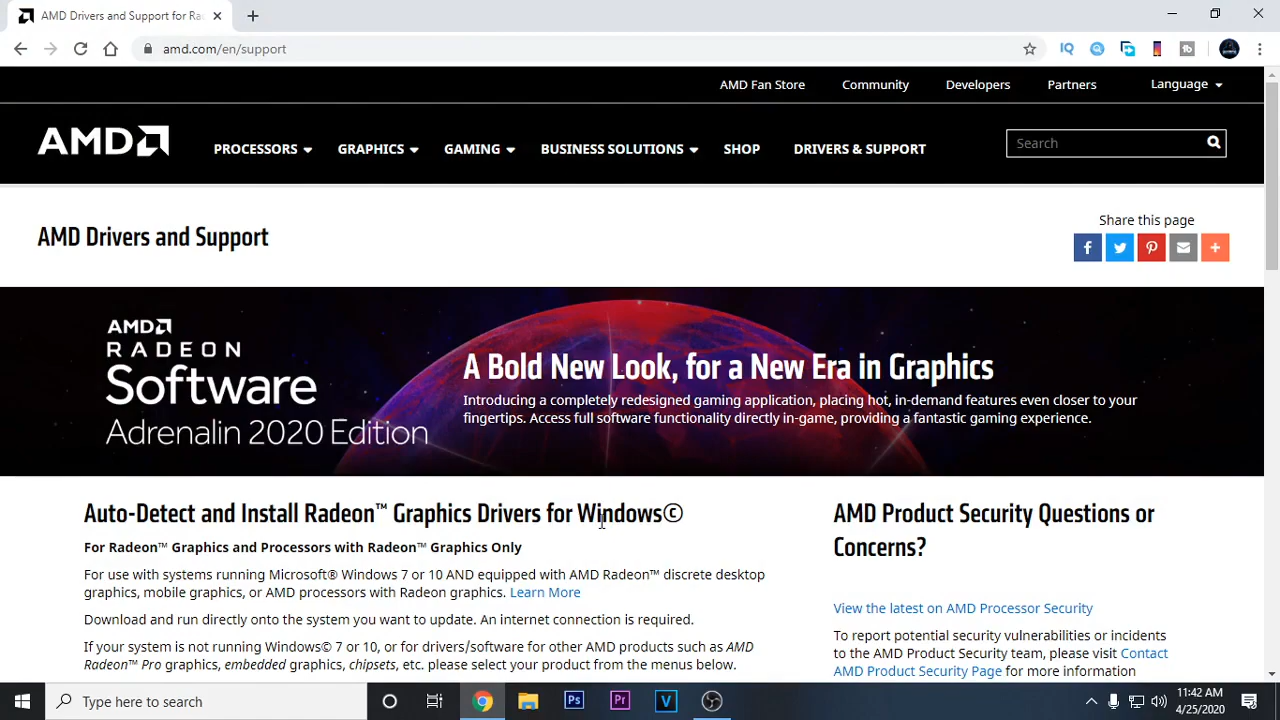 AMD Drivers and Support for Ra
amd.com/en/support
AMD Fan Store
Community
Developers
Partners
Language
AMD
PROCESSORS
GRAPHICS
GAMING
BUSINESS SOLUTIONS
SHOP
DRIVERS & SUPPORT
Search
AMD Drivers and Support
Share this page
AMD
RADEON
Software
Adrenalin 2020 Edition
A Bold New Look, for a New Era in Graphics
Introducing a completely redesigned gaming application, placing hot, in-demand features even closer to your
fingertips. Access full software functionality directly in-game, providing a fantastic gaming experience.
Auto-Detect and Install Radeon™ Graphics Drivers for Windows©
For Radeon™ Graphics and Processors with Radeon™ Graphics Only
For use with systems running Microsoft® Windows 7 or 10 AND equipped with AMD Radeon™ discrete desktop
graphics, mobile graphics, or AMD processors with Radeon graphics. Learn More
Download and run directly onto the system you want to update. An internet connection is required.
If your system is not running Windows© 7 or 10, or for drivers/software for other AMD products such as AMD
Radeon™ Pro graphics, embedded graphics, chipsets, etc. please select your product from the menus below.
AMD Product Security Questions or
Concerns?
View the latest on AMD Processor Security
To report potential security vulnerabilities or incidents
to the AMD Product Security team, please visit Contact
AMD Product Security Page for more information
Type here to search
Ps
Pr
V
11:42 AM
4/25/2020